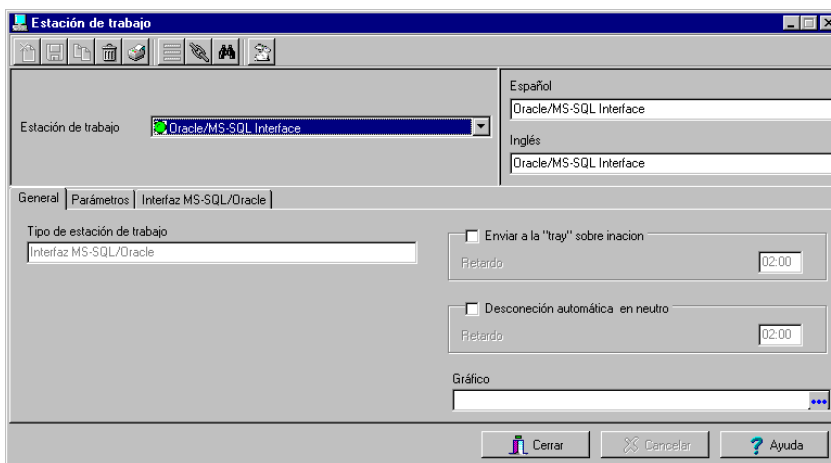 Estación de trabajo
Español
Oracle/MS-SQL Interface
Estación de trabajo
Oracle/MS-SQL Interface
Inglés
Oracle/MS-SQL Interface
General
Parámetros
Interfaz MS-SQL/Oracle
Tipo de estación de trabajo
Interfaz MS-SQL/Oracle
Enviar a la "tray" sobre inacion
Retardo
02:00
Desconeción automática en neutro
Retardo
02:00
Gráfico
Cerrar
Cancelar
Ayuda